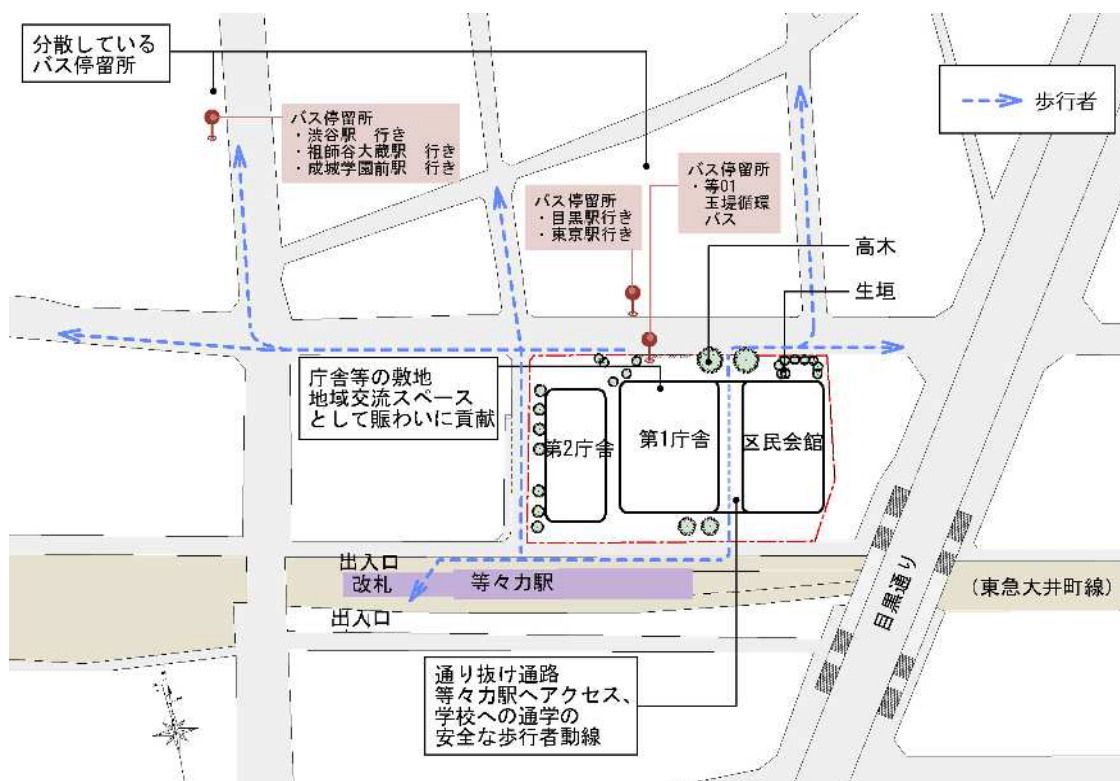 分散している
バス停留所
バス停留所
・渋谷駅 行き
・祖師谷大蔵駅 行き
・成城学園前駅 行き
歩行者
バス停留所
・目黒駅行き
・東京駅行き
バス停留所
・等01
玉堤循環
バス
高木
生垣
庁舎等の敷地
地域交流スペース
として賑わいに貢献
第2庁舎
第1庁舎
区民会館
出入口
改札
等々力駅
出入口
目黒通り
(東急大井町線)
通り抜け通路
等々力駅へアクセス、
学校への通学の
安全な歩行者動線